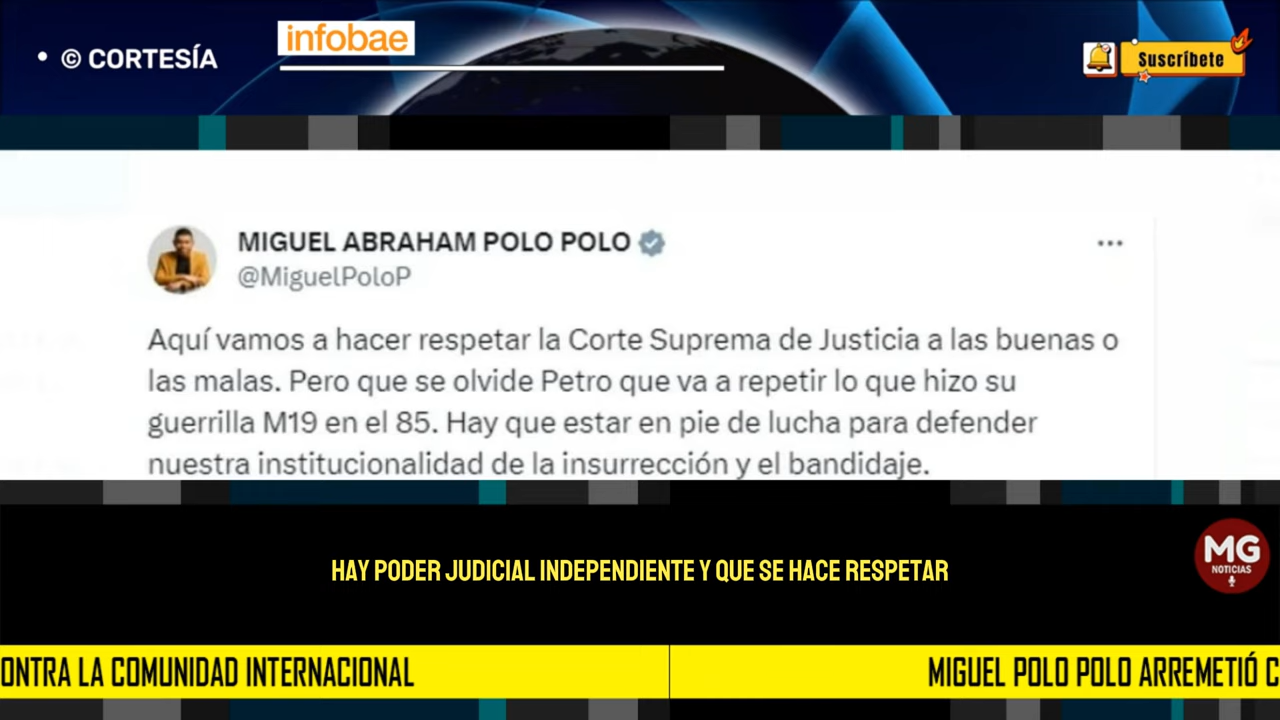 • © CORTESÍA
infobae
Suscríbete
MIGUEL ABRAHAM POLO POLO
@MiguelPoloP
Aquí vamos a hacer respetar la Corte Suprema de Justicia a las buenas o
las malas. Pero que se olvide Petro que va a repetir lo que hizo su
guerrilla M19 en el 85. Hay que estar en pie de lucha para defender
nuestra institucionalidad de la insurrección y el bandidaje.
HAY PODER JUDICIAL INDEPENDIENTE Y QUE SE HACE RESPETAR
MG
NOTICIAS
ONTRA LA COMUNIDAD INTERNACIONAL
MIGUEL POLO POLO ARREMETIÓ C